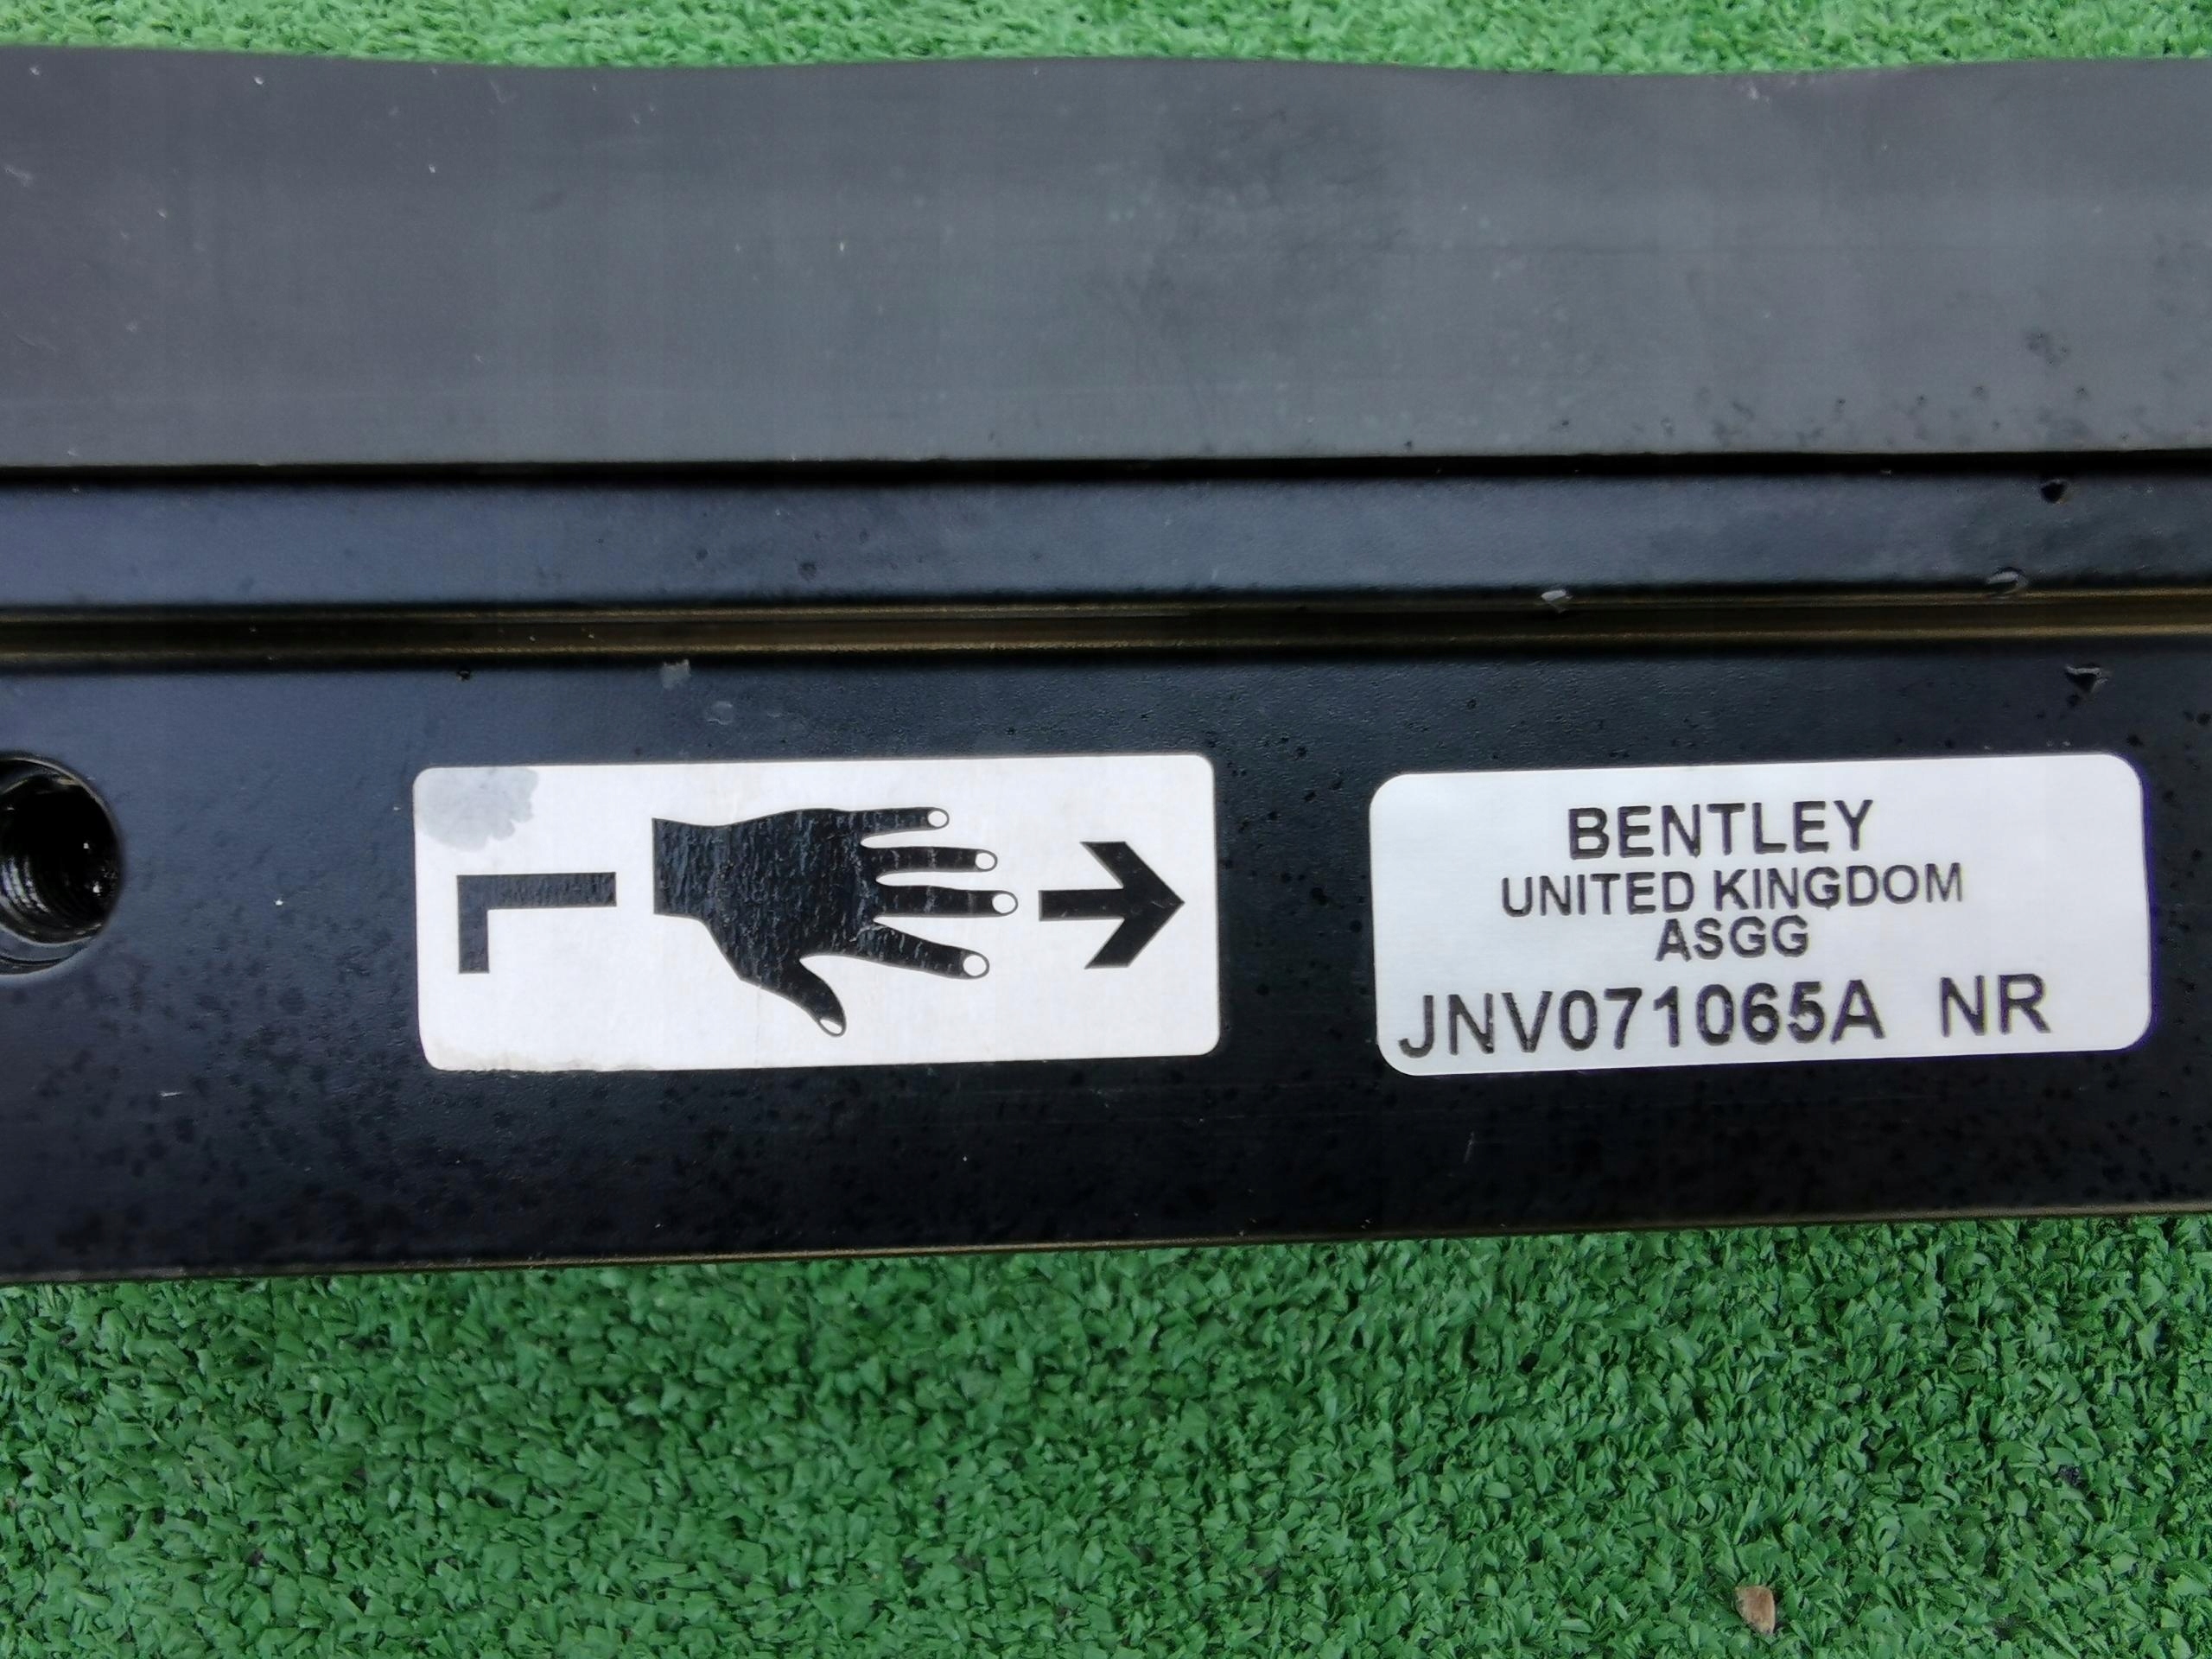 L
BENTLEY
UNITED KINGDOM
ASGG
JNV071065A NR